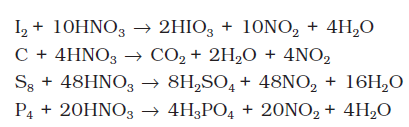 I₂ + 10HNO₃ → 2HIO₃ + 10NO₂ + 4H₂O
C + 4HNO₃ → CO₂ + 2H₂O + 4NO₂
S₈ + 48HNO₃ → 8H₂SO₄ + 48NO₂ + 16H₂O
P₄ + 20HNO₃ → 4H₃PO₄ + 20NO₂ + 4H₂O